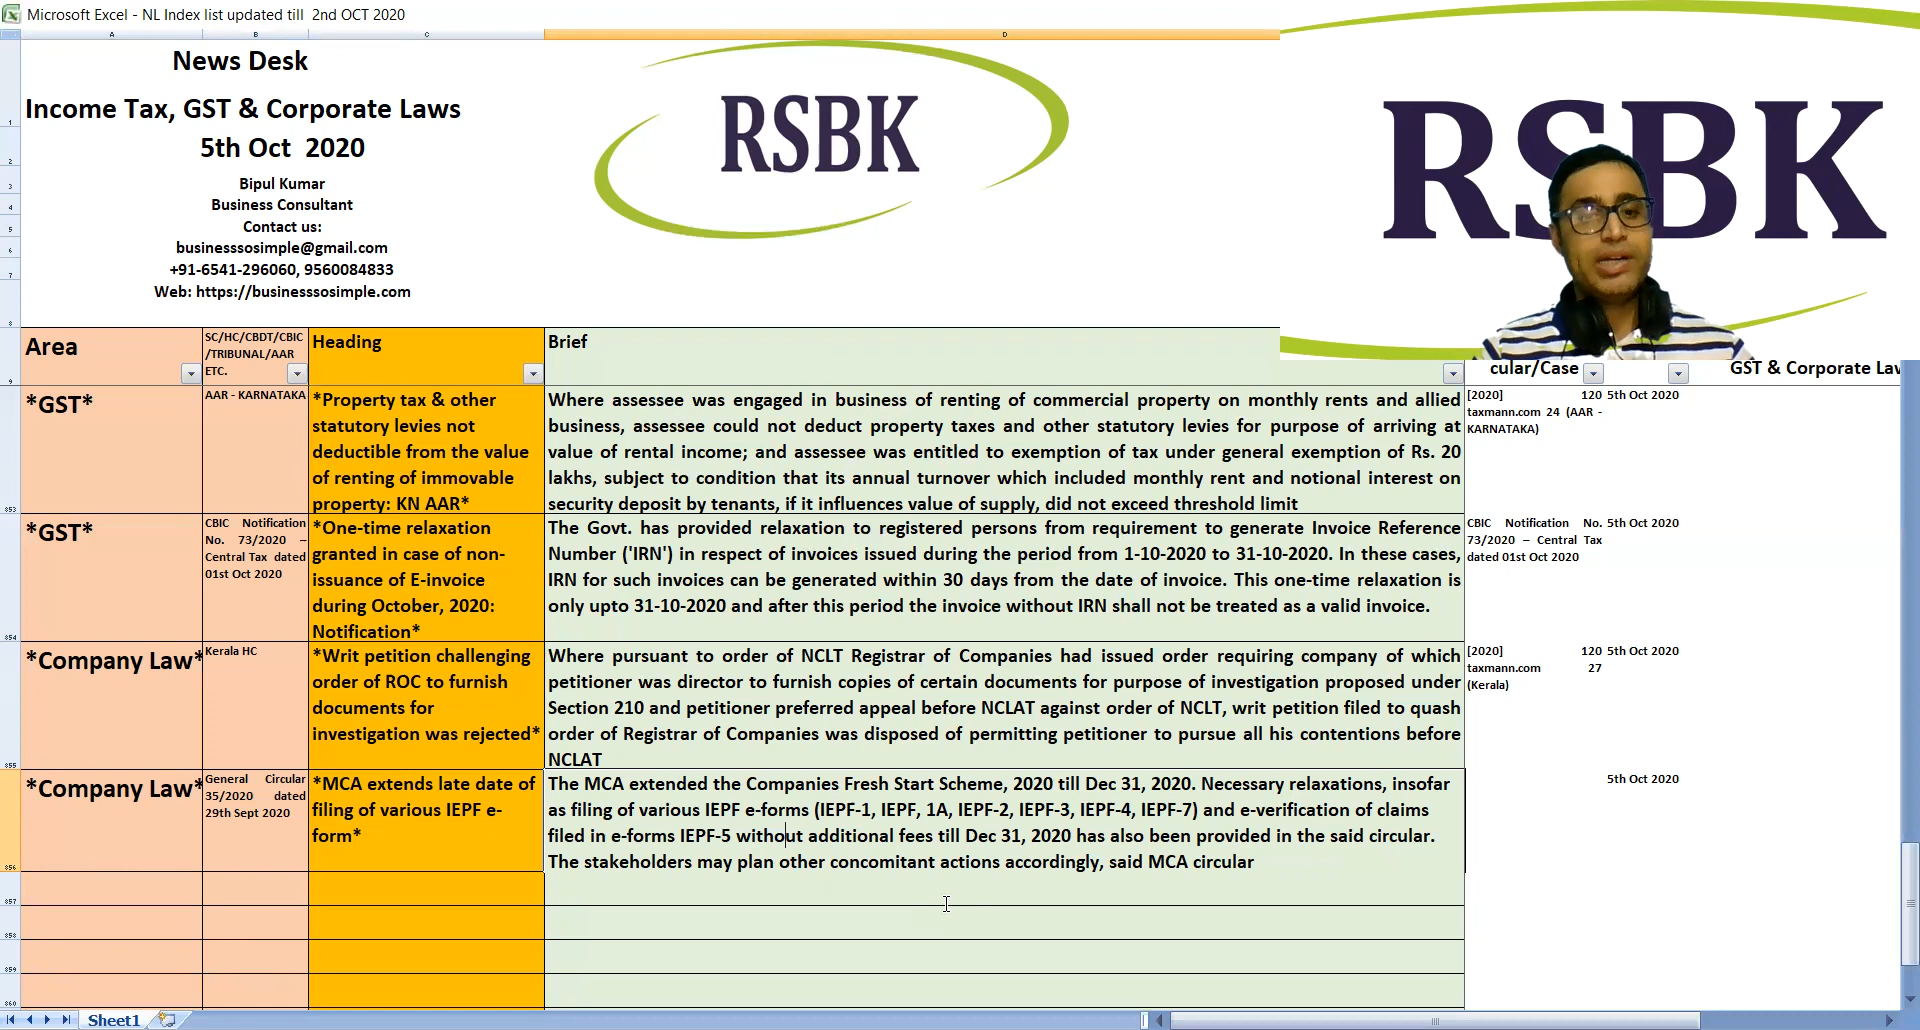 Microsoft Excel - NL Index list updated till 2nd OCT 2020
A
B
C
D
News Desk
Income Tax, GST & Corporate Laws
5th Oct 2020
Bipul Kumar
Business Consultant
Contact us:
businesssosimple@gmail.com
+91-6541-296060, 9560084833
Web: https://businesssosimple.com
RSBK
RSBK
1
2
3
4
5
6
7
8
9
Area
SC/HC/CBDT/CBIC
/TRIBUNAL/AAR
ETC.
Heading
Brief
cular/Case
GST & Corporate Law
*GST*
AAR - KARNATAKA
*Property tax & other
statutory levies not
deductible from the value
of renting of immovable
property: KN AAR*
Where assessee was engaged in business of renting of commercial property on monthly rents and allied
business, assessee could not deduct property taxes and other statutory levies for purpose of arriving at
value of rental income; and assessee was entitled to exemption of tax under general exemption of Rs. 20
lakhs, subject to condition that its annual turnover which included monthly rent and notional interest on
security deposit by tenants, if it influences value of supply, did not exceed threshold limit
[2020] 120
taxmann.com 24 (AAR -
KARNATAKA)
5th Oct 2020
853
*GST*
CBIC Notification
No. 73/2020 –
Central Tax dated
01st Oct 2020
*One-time relaxation
granted in case of non-
issuance of E-invoice
during October, 2020:
Notification*
The Govt. has provided relaxation to registered persons from requirement to generate Invoice Reference
Number ('IRN') in respect of invoices issued during the period from 1-10-2020 to 31-10-2020. In these cases,
IRN for such invoices can be generated within 30 days from the date of invoice. This one-time relaxation is
only upto 31-10-2020 and after this period the invoice without IRN shall not be treated as a valid invoice.
CBIC Notification No.
73/2020 – Central Tax
dated 01st Oct 2020
5th Oct 2020
854
*Company Law*
Kerala HC
*Writ petition challenging
order of ROC to furnish
documents for
investigation was rejected*
Where pursuant to order of NCLT Registrar of Companies had issued order requiring company of which
petitioner was director to furnish copies of certain documents for purpose of investigation proposed under
Section 210 and petitioner preferred appeal before NCLAT against order of NCLT, writ petition filed to quash
order of Registrar of Companies was disposed of permitting petitioner to pursue all his contentions before
NCLAT
[2020] 120
taxmann.com 27
(Kerala)
5th Oct 2020
855
*Company Law*
General Circular
35/2020 dated
29th Sept 2020
*MCA extends late date of
filing of various IEPF e-
form*
The MCA extended the Companies Fresh Start Scheme, 2020 till Dec 31, 2020. Necessary relaxations, insofar
as filing of various IEPF e-forms (IEPF-1, IEPF, 1A, IEPF-2, IEPF-3, IEPF-4, IEPF-7) and e-verification of claims
filed in e-forms IEPF-5 without additional fees till Dec 31, 2020 has also been provided in the said circular.
The stakeholders may plan other concomitant actions accordingly, said MCA circular
5th Oct 2020
856
857
858
859
860
Sheet1